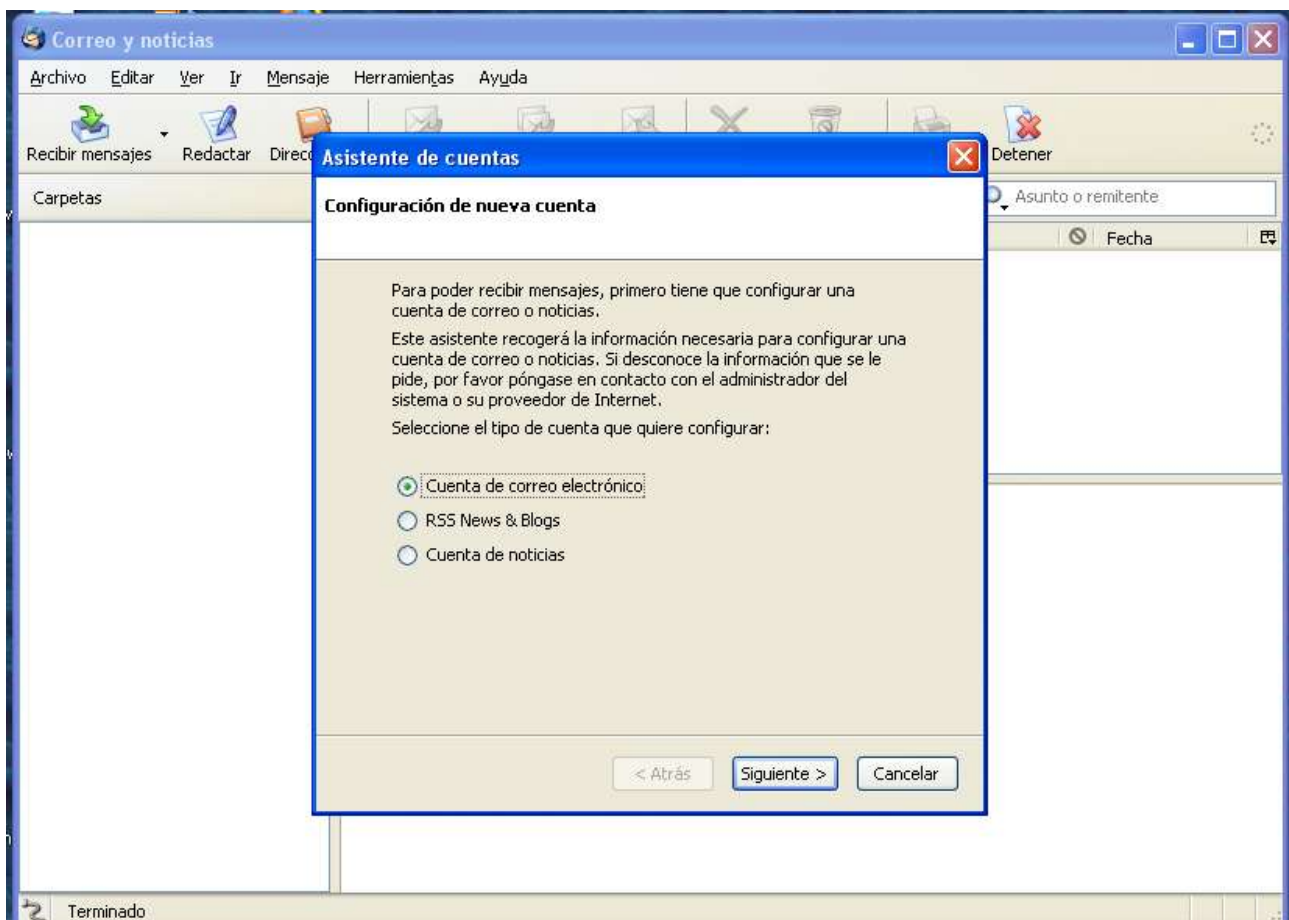 Correo y noticias
Archivo Editar Ver Ir Mensaje Herramientas Ayuda
Recibir mensajes Redactar Detener
Carpetas Asunto o remitente
Fecha
Asistente de cuentas
Configuración de nueva cuenta
Para poder recibir mensajes, primero tiene que configurar una
cuenta de correo o noticias.
Este asistente recogerá la información necesaria para configurar una
cuenta de correo o noticias. Si desconoce la información que se le
pide, por favor póngase en contacto con el administrador del
sistema o su proveedor de Internet.
Seleccione el tipo de cuenta que quiere configurar:
Cuenta de correo electrónico
RSS News & Blogs
Cuenta de noticias
< Atrás Siguiente > Cancelar
Terminado